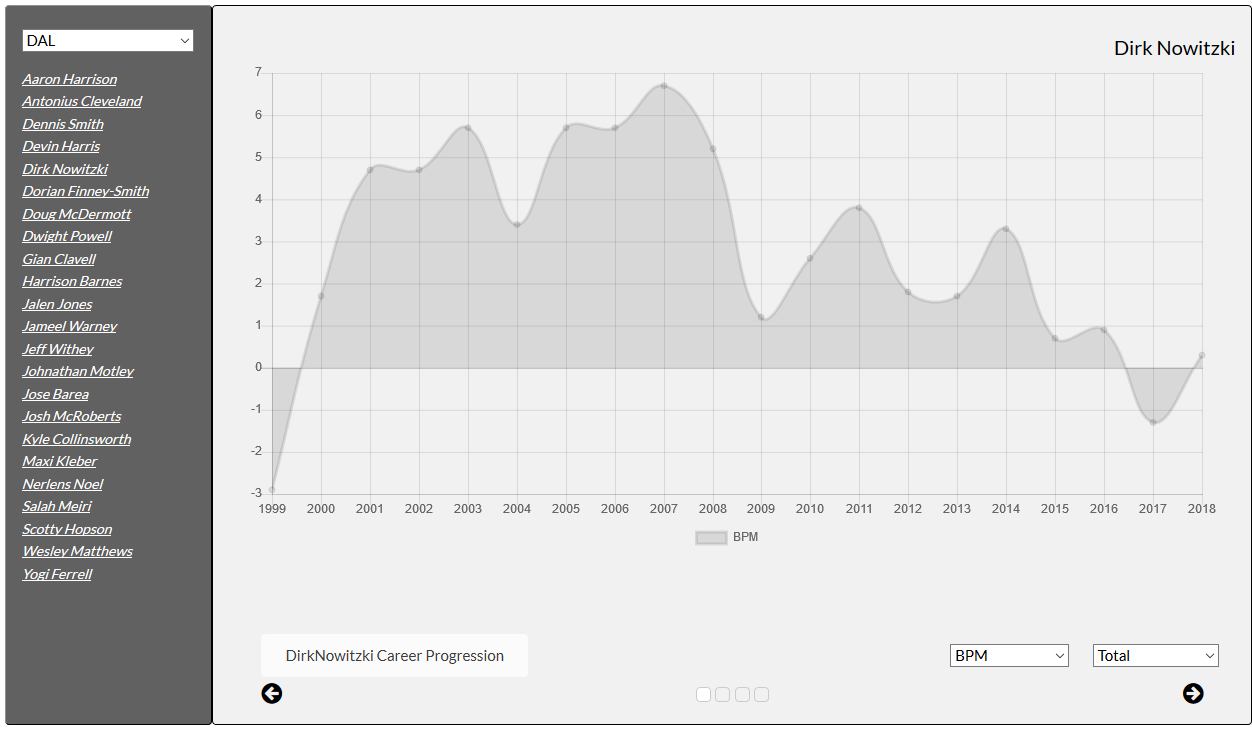 DAL
Aaron Harrison
Antonius Cleveland
Dennis Smith
Devin Harris
Dirk Nowitzki
Dorian Finney-Smith
Doug McDermott
Dwight Powell
Gian Clavell
Harrison Barnes
Jalen Jones
Jameel Warney
Jeff Withey
Johnathan Motley
Jose Barea
Josh McRoberts
Kyle Collinsworth
Maxi Kleber
Nerlens Noel
Salah Mejri
Scotty Hopson
Wesley Matthews
Yogi Ferrell
Dirk Nowitzki
7
6
5
4
3
2
1
0
-1
-2
-3
1999 2000 2001 2002 2003 2004 2005 2006 2007 2008 2009 2010 2011 2012 2013 2014 2015 2016 2017 2018
BPM
DirkNowitzki Career Progression
BPM
Total